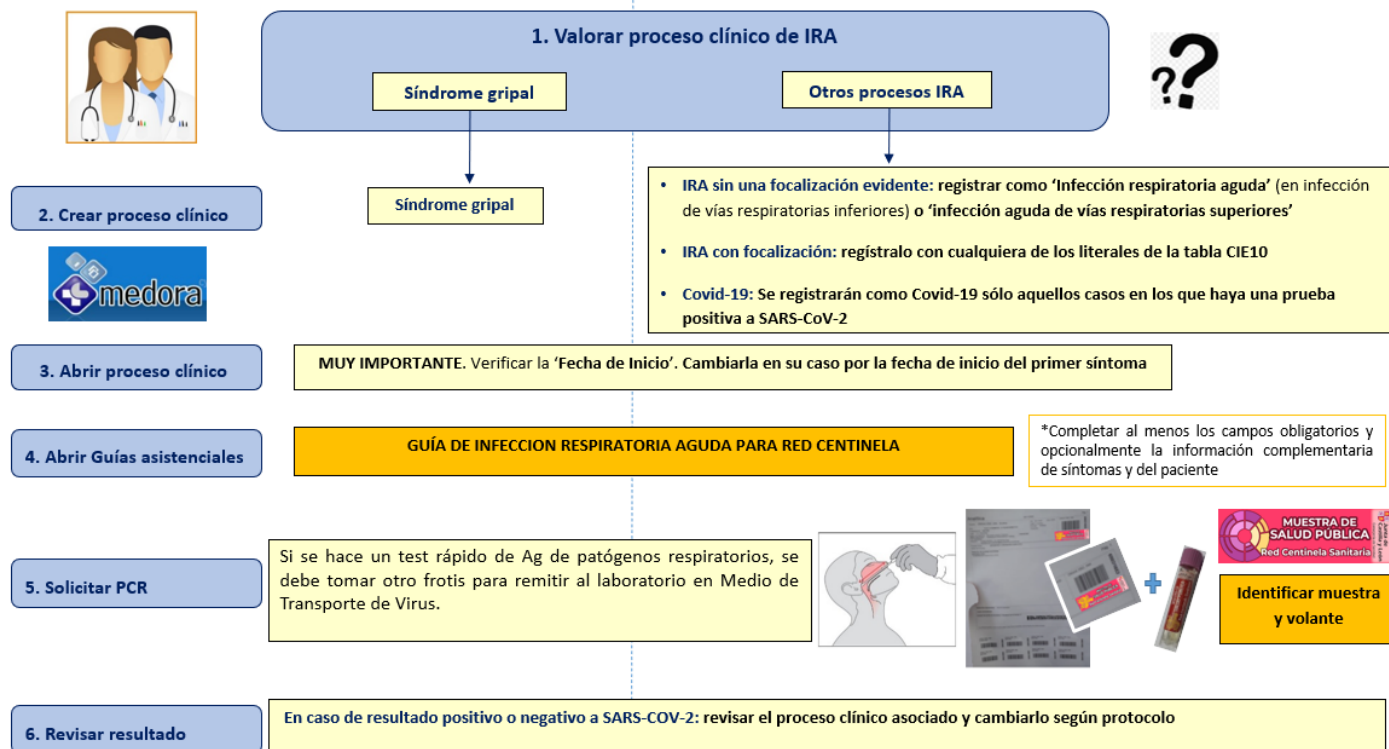 1. Valorar proceso clínico de IRA
Síndrome gripal
Otros procesos IRA
2. Crear proceso clínico
Síndrome gripal
• IRA sin una focalización evidente: registrar como ‘Infección respiratoria aguda’ (en infección
de vías respiratorias inferiores) o ‘infección aguda de vías respiratorias superiores’
• IRA con focalización: regístralo con cualquiera de los literales de la tabla CIE10
• Covid-19: Se registrarán como Covid-19 sólo aquellos casos en los que haya una prueba
positiva a SARS-CoV-2
medora
3. Abrir proceso clínico
MUY IMPORTANTE. Verificar la ‘Fecha de Inicio’. Cambiarla en su caso por la fecha de inicio del primer síntoma
4. Abrir Guías asistenciales
GUÍA DE INFECCION RESPIRATORIA AGUDA PARA RED CENTINELA
*Completar al menos los campos obligatorios y
opcionalmente la información complementaria
de síntomas y del paciente
5. Solicitar PCR
Si se hace un test rápido de Ag de patógenos respiratorios, se
debe tomar otro frotis para remitir al laboratorio en Medio de
Transporte de Virus.
MUESTRA DE
SALUD PÚBLICA
Red Centinela Sanitaria
Junta de
Castilla y León
Identificar muestra
y volante
6. Revisar resultado
En caso de resultado positivo o negativo a SARS-COV-2: revisar el proceso clínico asociado y cambiarlo según protocolo